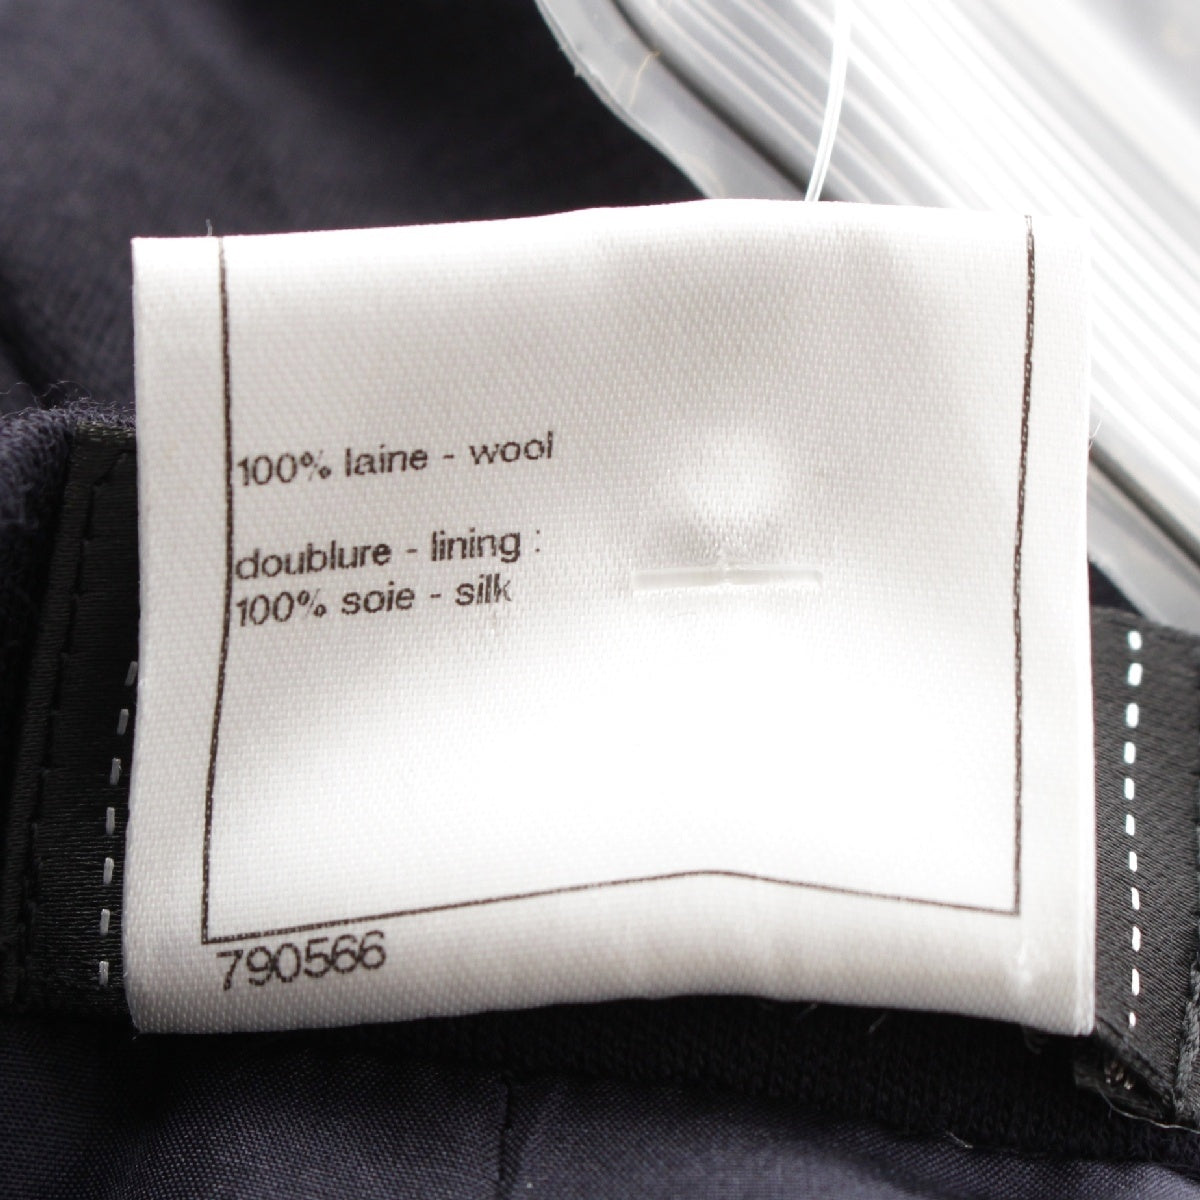 100% laine - wool
doublure - lining :
100% soie - silk
790566